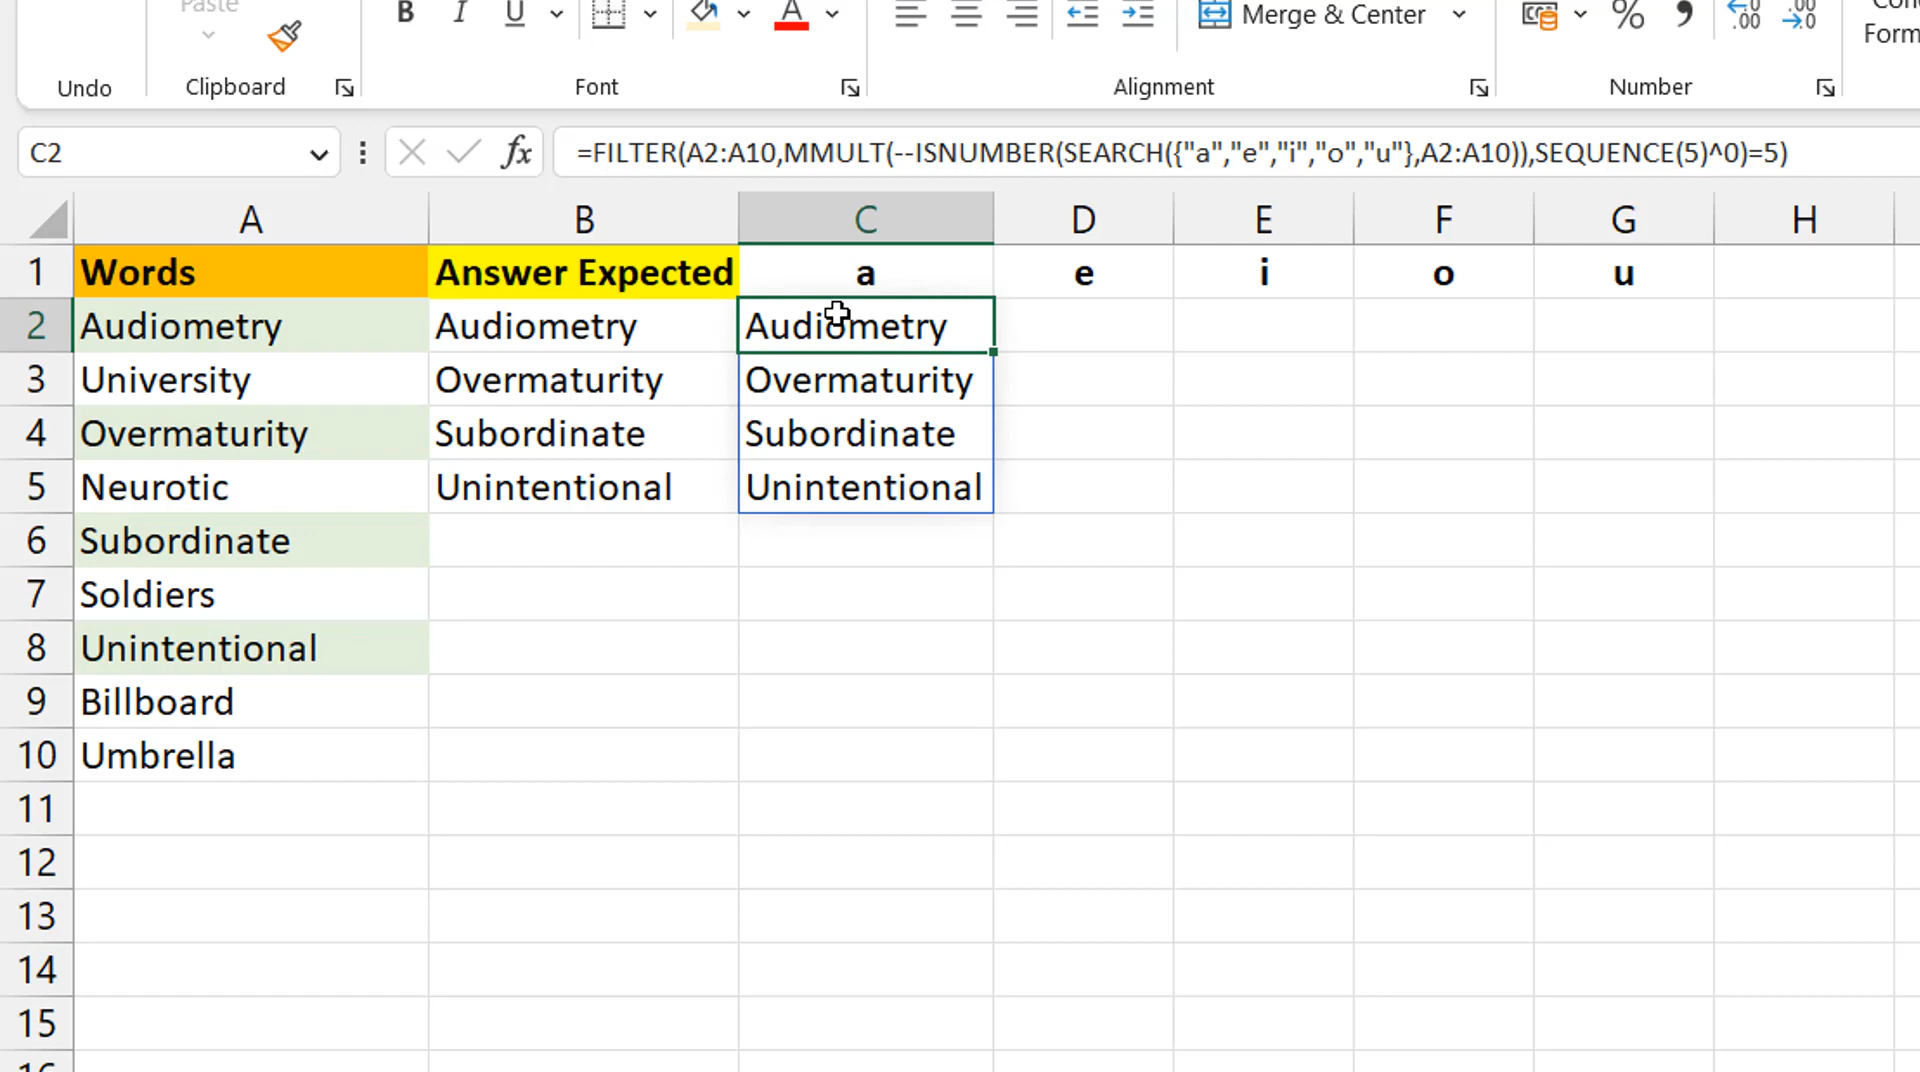 Paste
B I U A
Merge & Center
% 9 .00 .00
Undo Clipboard Font Alignment Number
C2 fx =FILTER(A2:A10,MMULT(--ISNUMBER(SEARCH({"a","e","i","o","u"},A2:A10)),SEQUENCE(5)^0)=5)
A B C D E F G H
1 Words Answer Expected a e i o u
2 Audiometry Audiometry Audiometry
3 University Overmaturity Overmaturity
4 Overmaturity Subordinate Subordinate
5 Neurotic Unintentional Unintentional
6 Subordinate
7 Soldiers
8 Unintentional
9 Billboard
10 Umbrella
11
12
13
14
15